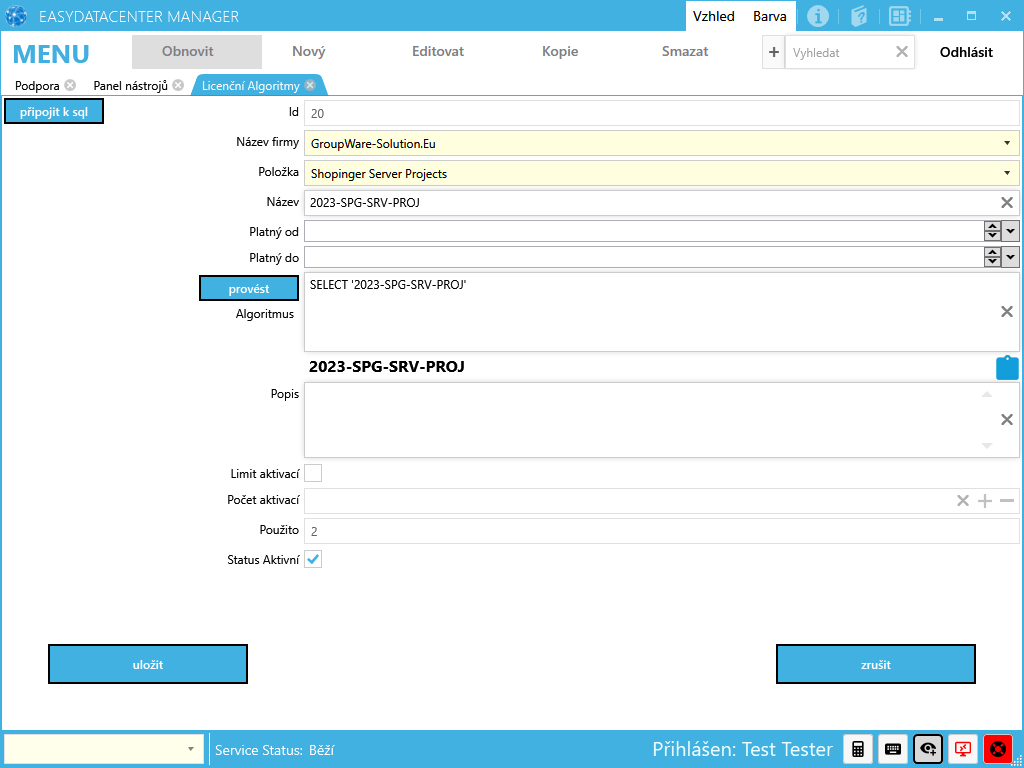 EASYDATACENTER MANAGER
Vzhled Barva
MENU Obnovit Nový Editovat Kopie Smazat + Vyhledat Odhlásit
Podpora Panel nástrojů Licenční Algoritmy
připojit k sql
Id 20
Název firmy GroupWare-Solution.Eu
Položka Shopinger Server Projects
Název 2023-SPG-SRV-PROJ
Platný od
Platný do
provést SELECT '2023-SPG-SRV-PROJ'
Algoritmus
2023-SPG-SRV-PROJ
Popis
Limit aktivací
Počet aktivací
Použito 2
Status Aktivní
uložit zrušit
Service Status: Běží Přihlášen: Test Tester